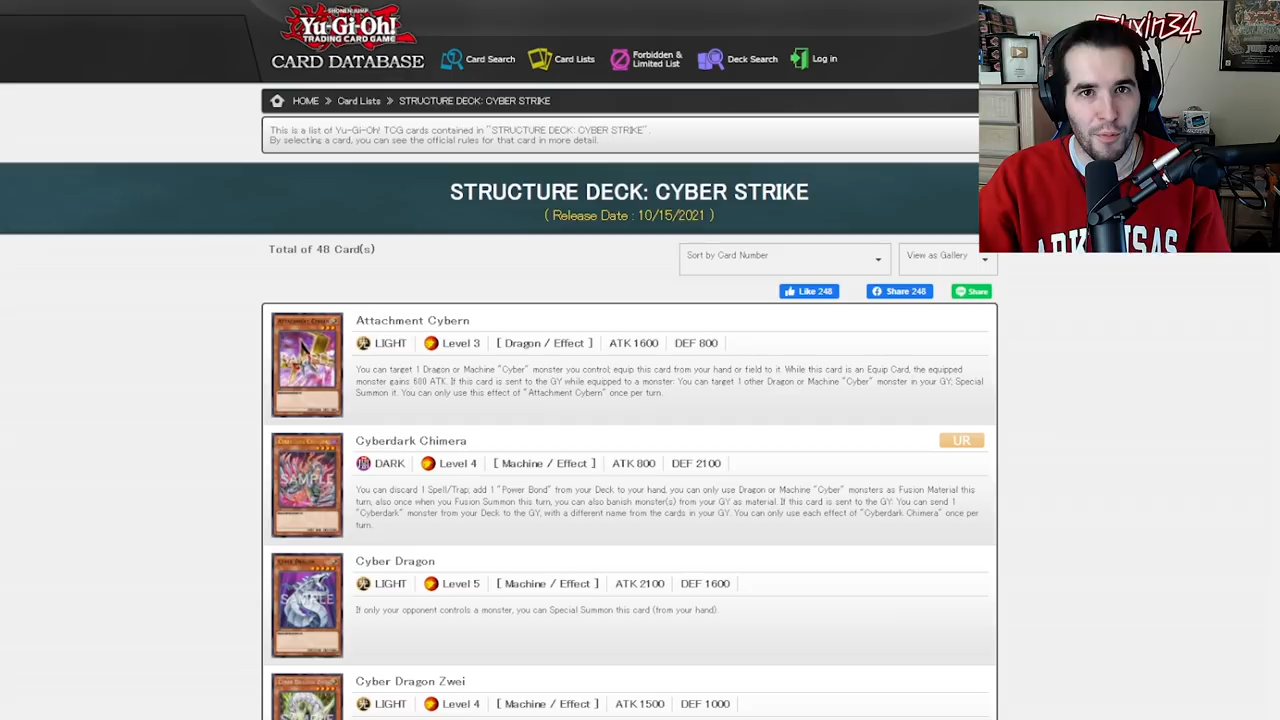 SHONEN JUMP
Yu-Gi-Oh!
TRADING CARD GAME
CARD DATABASE
Card Search
Card Lists
Forbidden &
Limited List
Deck Search
Log in
HOME » Card Lists » STRUCTURE DECK: CYBER STRIKE
This is a list of Yu-Gi-Oh! TCG cards contained in "STRUCTURE DECK: CYBER STRIKE".
By selecting a card, you can see the official rules for that card in more detail.
STRUCTURE DECK: CYBER STRIKE
( Release Date : 10/15/2021 )
Total of 48 Card(s)
Sort by Card Number
View as Gallery
Like 248
Share 248
Share
Attachment Cybern
LIGHT Level 3 [ Dragon / Effect ] ATK 1600 DEF 800
You can target 1 Dragon or Machine "Cyber" monster you control; equip this card from your hand or field to it. While this card is an Equip Card, the equipped
monster gains 600 ATK. If this card is sent to the GY while equipped to a monster: You can target 1 other Dragon or Machine "Cyber" monster in your GY; Special
Summon it. You can only use this effect of "Attachment Cybern" once per turn.
Cyberdark Chimera
UR
DARK Level 4 [ Machine / Effect ] ATK 800 DEF 2100
You can discard 1 Spell/Trap; add 1 "Power Bond" from your Deck to your hand, you can only use Dragon or Machine "Cyber" monsters as Fusion Material this
turn, also once when you Fusion Summon this turn, you can also banish monster(s) from your GY as material. If this card is sent to the GY: You can send 1
"Cyberdark" monster from your Deck to the GY, with a different name from the cards in your GY. You can only use each effect of "Cyberdark Chimera" once per
turn.
SAMPLE
Cyber Dragon
LIGHT Level 5 [ Machine / Effect ] ATK 2100 DEF 1600
If only your opponent controls a monster, you can Special Summon this card (from your hand).
SAMPLE
Cyber Dragon Zwei
LIGHT Level 4 [ Machine / Effect ] ATK 1500 DEF 1000